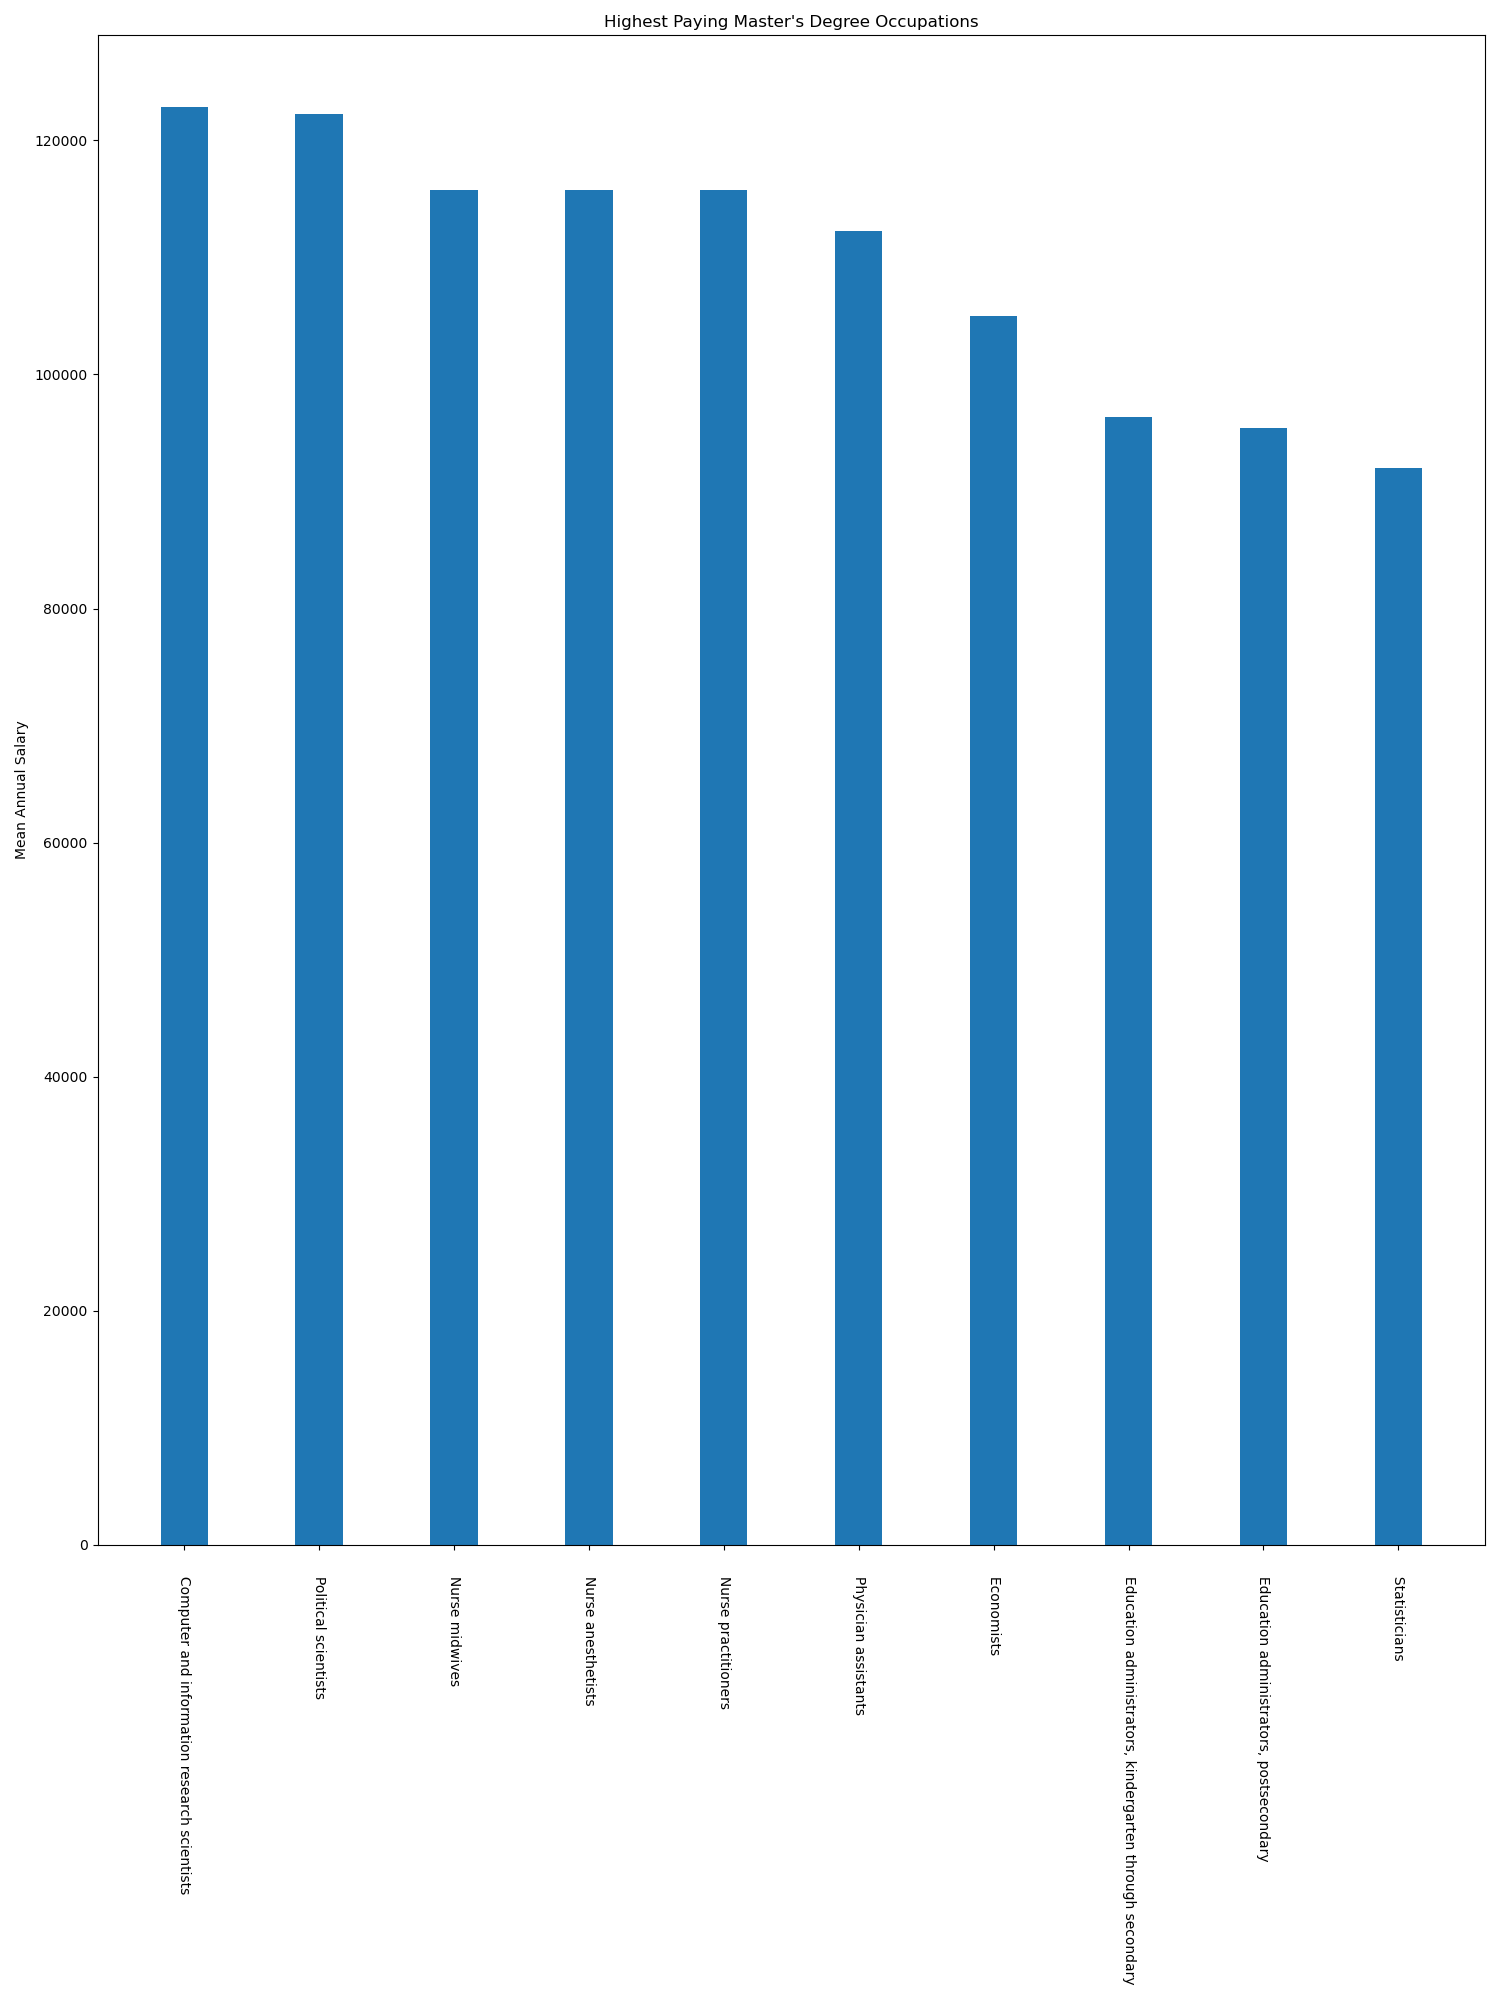 Highest Paying Master's Degree Occupations
Mean Annual Salary
120000
100000
80000
60000
40000
20000
0
Computer and information research scientists
Political scientists
Nurse midwives
Nurse anesthetists
Nurse practitioners
Physician assistants
Economists
Education administrators, kindergarten through secondary
Education administrators, postsecondary
Statisticians